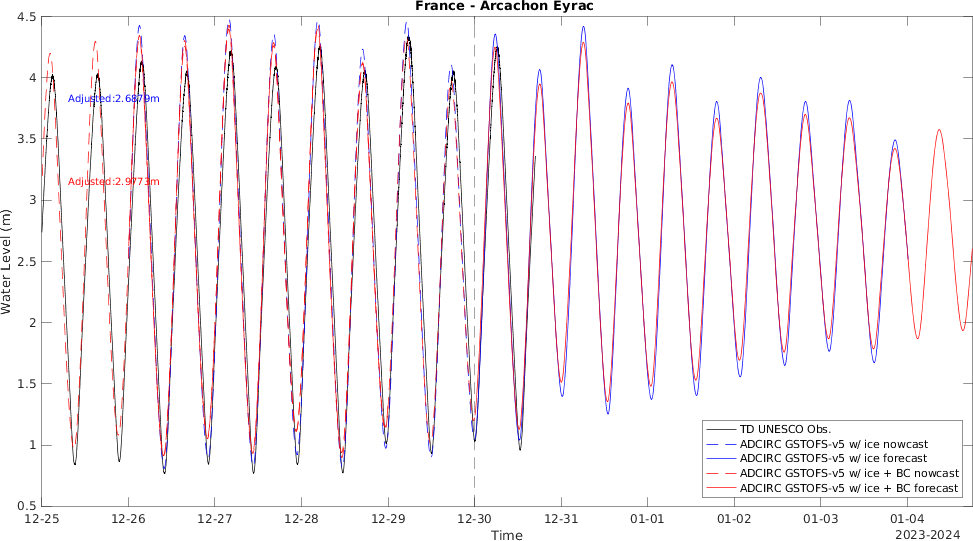 France - Arcachon Eyrac
4.5
4
3.5
3
2.5
2
1.5
1
0.5
Water Level (m)
Adjusted:2.6879m
Adjusted:2.9773m
TD UNESCO Obs.
ADCIRC GSTOFS-v5 w/ ice nowcast
ADCIRC GSTOFS-v5 w/ ice forecast
ADCIRC GSTOFS-v5 w/ ice + BC nowcast
ADCIRC GSTOFS-v5 w/ ice + BC forecast
12-25 12-26 12-27 12-28 12-29 12-30 12-31 01-01 01-02 01-03 01-04
Time
2023-2024